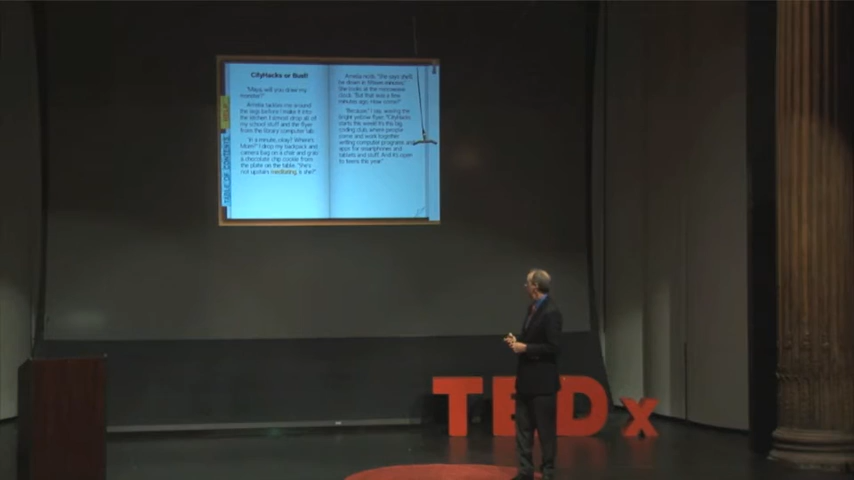 CityHacks or Bust!
"Maya, will you draw my
monster?"
Amelia tackles me around
the legs before I make it into
the kitchen. I almost drop all of
my school stuff and the flyer
from the library computer lab.
"In a minute, okay? Where's
Mom?" I drop my backpack and
camera bag on a chair and grab
a chocolate chip cookie from
the plate on the table. "She's
not upstairs meditating, is she?"
TABLE OF CONTENTS
Amelia nods. "She says she'll
be down in fifteen minutes."
She looks at the microwave
clock. "But that was a few
minutes ago. How come?"
"Because," I say, waving the
bright yellow flyer. "CityHacks
starts this week! It's this big
coding club, where people
come and work together
writing computer programs and
apps for smartphones and
tablets and stuff. And it's open
to teens this year."
TEDx